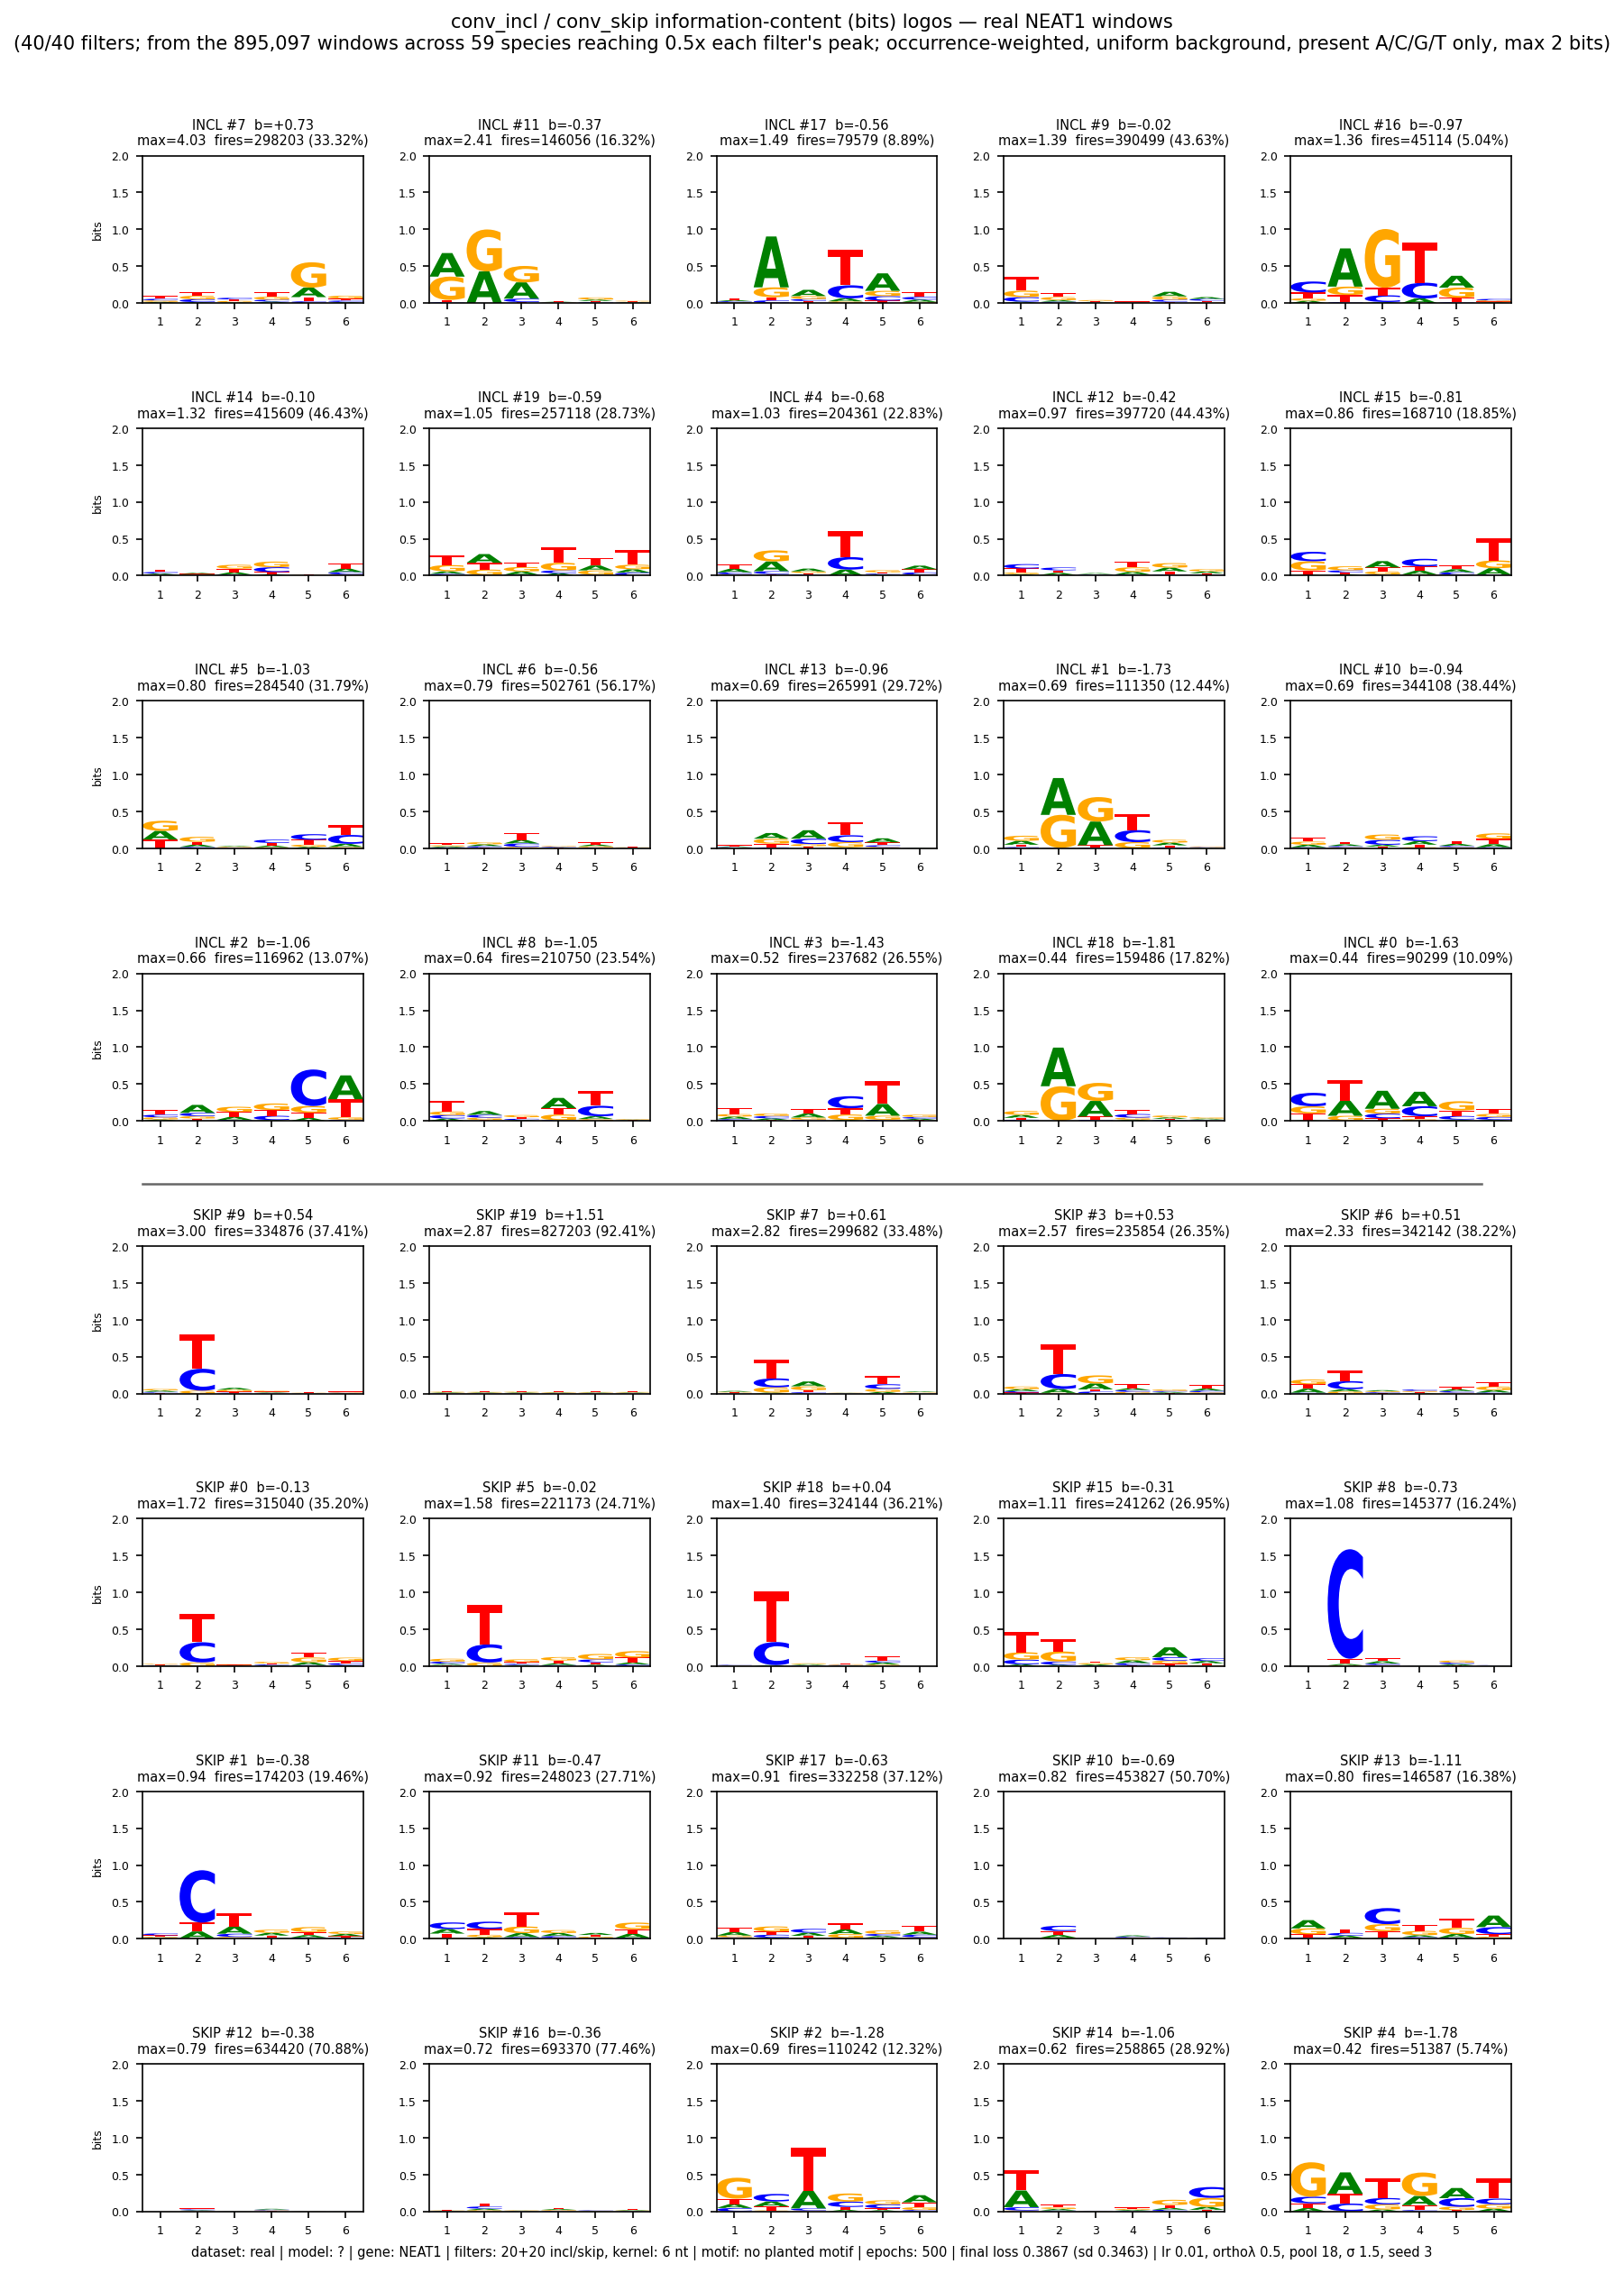 conv_incl / conv_skip information-content (bits) logos — real NEAT1 windows
(40/40 filters; from the 895,097 windows across 59 species reaching 0.5x each filter's peak; occurrence-weighted, uniform background, present A/C/G/T only, max 2 bits)
INCL #7 b=+0.73
max=4.03 fires=298203 (33.32%)
INCL #11 b=-0.37
max=2.41 fires=146056 (16.32%)
INCL #17 b=-0.56
max=1.49 fires=79579 (8.89%)
INCL #9 b=-0.02
max=1.39 fires=390499 (43.63%)
INCL #16 b=-0.97
max=1.36 fires=45114 (5.04%)
INCL #14 b=-0.10
max=1.32 fires=415609 (46.43%)
INCL #19 b=-0.59
max=1.05 fires=257118 (28.73%)
INCL #4 b=-0.68
max=1.03 fires=204361 (22.83%)
INCL #12 b=-0.42
max=0.97 fires=397720 (44.43%)
INCL #15 b=-0.81
max=0.86 fires=168710 (18.85%)
INCL #5 b=-1.03
max=0.80 fires=284540 (31.79%)
INCL #6 b=-0.56
max=0.79 fires=502761 (56.17%)
INCL #13 b=-0.96
max=0.69 fires=265991 (29.72%)
INCL #1 b=-1.73
max=0.69 fires=111350 (12.44%)
INCL #10 b=-0.94
max=0.69 fires=344108 (38.44%)
INCL #2 b=-1.06
max=0.66 fires=116962 (13.07%)
INCL #8 b=-1.05
max=0.64 fires=210750 (23.54%)
INCL #3 b=-1.43
max=0.52 fires=237682 (26.55%)
INCL #18 b=-1.81
max=0.44 fires=159486 (17.82%)
INCL #0 b=-1.63
max=0.44 fires=90299 (10.09%)
SKIP #9 b=+0.54
max=3.00 fires=334876 (37.41%)
SKIP #19 b=+1.51
max=2.87 fires=827203 (92.41%)
SKIP #7 b=+0.61
max=2.82 fires=299682 (33.48%)
SKIP #3 b=+0.53
max=2.57 fires=235854 (26.35%)
SKIP #6 b=+0.51
max=2.33 fires=342142 (38.22%)
SKIP #0 b=-0.13
max=1.72 fires=315040 (35.20%)
SKIP #5 b=-0.02
max=1.58 fires=221173 (24.71%)
SKIP #18 b=+0.04
max=1.40 fires=324144 (36.21%)
SKIP #15 b=-0.31
max=1.11 fires=241262 (26.95%)
SKIP #8 b=-0.73
max=1.08 fires=145377 (16.24%)
SKIP #1 b=-0.38
max=0.94 fires=174203 (19.46%)
SKIP #11 b=-0.47
max=0.92 fires=248023 (27.71%)
SKIP #17 b=-0.63
max=0.91 fires=332258 (37.12%)
SKIP #10 b=-0.69
max=0.82 fires=453827 (50.70%)
SKIP #13 b=-1.11
max=0.80 fires=146587 (16.38%)
SKIP #12 b=-0.38
max=0.79 fires=634420 (70.88%)
SKIP #16 b=-0.36
max=0.72 fires=693370 (77.46%)
SKIP #2 b=-1.28
max=0.69 fires=110242 (12.32%)
SKIP #14 b=-1.06
max=0.62 fires=258865 (28.92%)
SKIP #4 b=-1.78
max=0.42 fires=51387 (5.74%)
dataset: real | model: ? | gene: NEAT1 | filters: 20+20 incl/skip, kernel: 6 nt | motif: no planted motif | epochs: 500 | final loss 0.3867 (sd 0.3463) | lr 0.01, orthoλ 0.5, pool 18, σ 1.5, seed 3